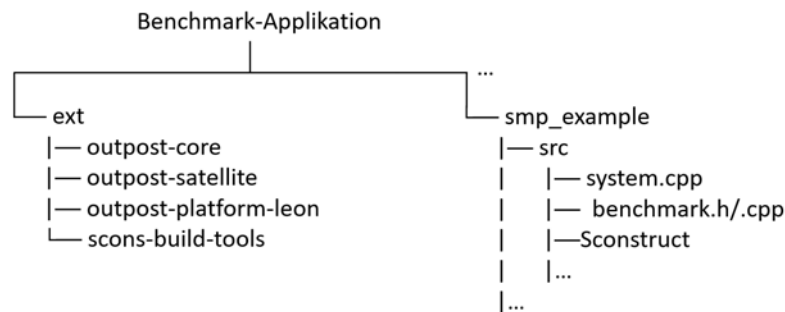 Benchmark-Applikation
...
ext
outpost-core
outpost-satellite
outpost-platform-leon
scons-build-tools
smp_example
src
system.cpp
benchmark.h/.cpp
Sconstruct
...
...